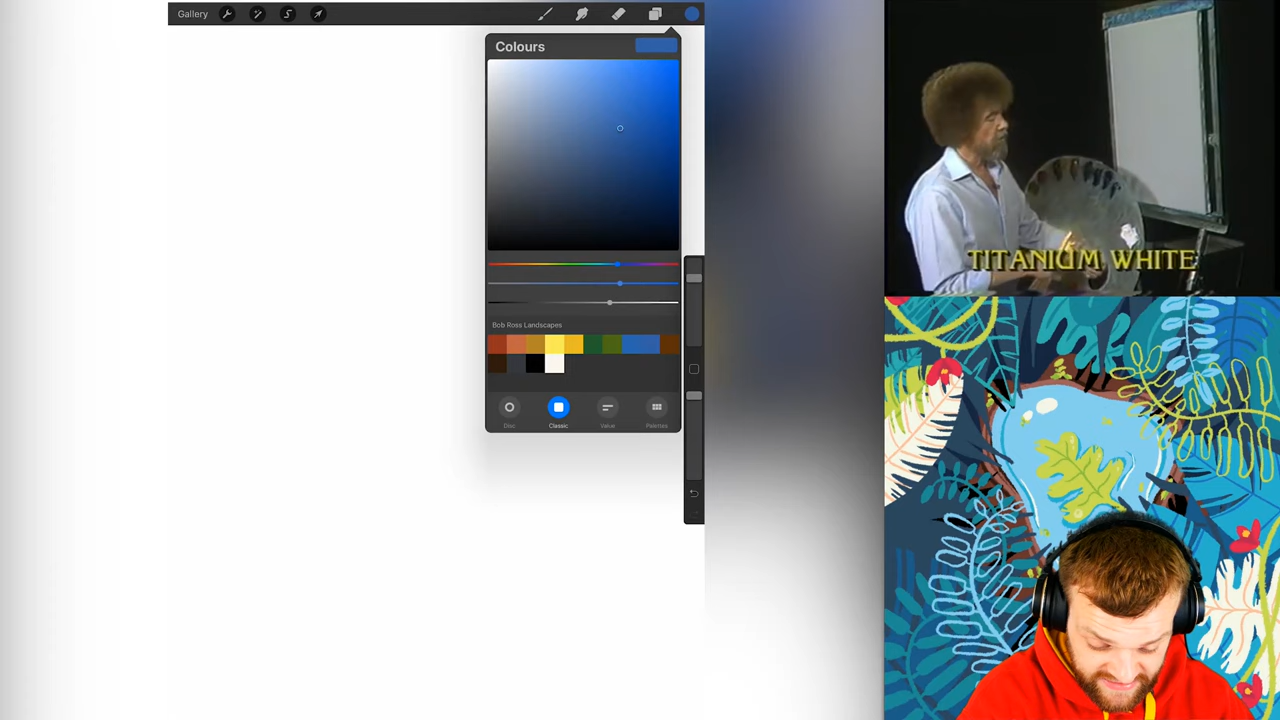 Gallery
Colours
Bob Ross Landscapes
Disc
Classic
Value
Palettes
TITANIUM WHITE